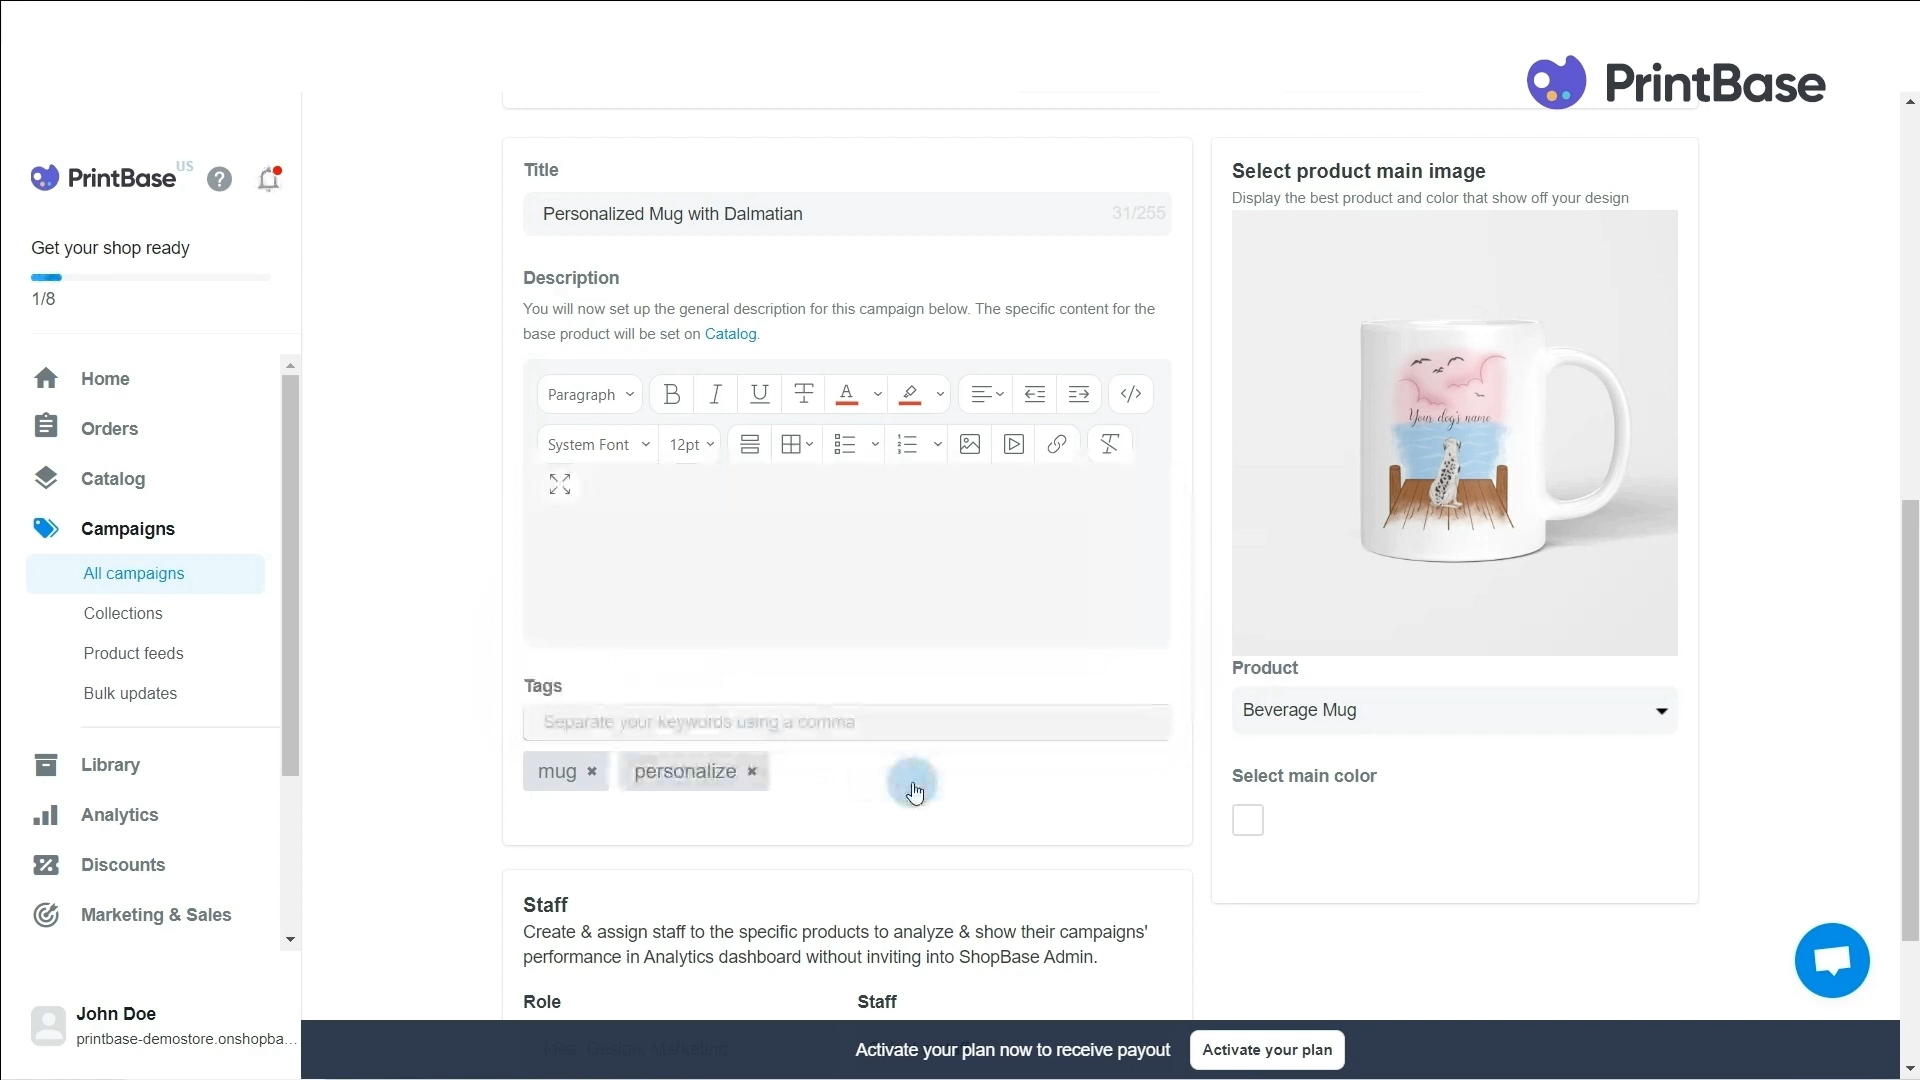 PrintBase
PrintBase US
?
Get your shop ready
1/8
Home
Orders
Catalog
Campaigns
All campaigns
Collections
Product feeds
Bulk updates
Library
Analytics
Discounts
Marketing & Sales
John Doe
printbase-demostore.onshopba...
Title
Personalized Mug with Dalmatian
31/255
Description
You will now set up the general description for this campaign below. The specific content for the
base product will be set on Catalog.
Paragraph
System Font
12pt
Tags
Separate your keywords using a comma
mug
personalize
Staff
Create & assign staff to the specific products to analyze & show their campaigns'
performance in Analytics dashboard without inviting into ShopBase Admin.
Role
Staff
Select product main image
Display the best product and color that show off your design
Your dog's name
Product
Beverage Mug
Select main color
Activate your plan now to receive payout
Activate your plan